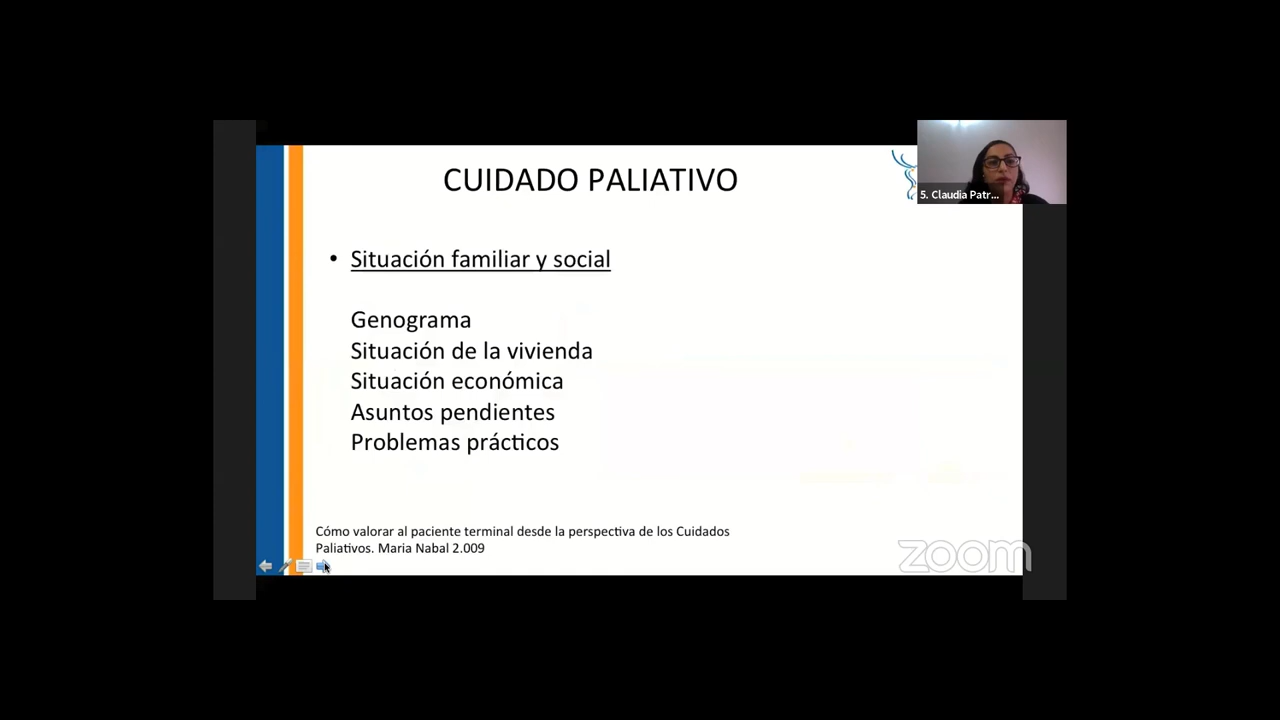 CUIDADO PALIATIVO
5. Claudia Patr...
• Situación familiar y social
Genograma
Situación de la vivienda
Situación económica
Asuntos pendientes
Problemas prácticos
Cómo valorar al paciente terminal desde la perspectiva de los Cuidados
Paliativos. Maria Nabal 2.009
zoom